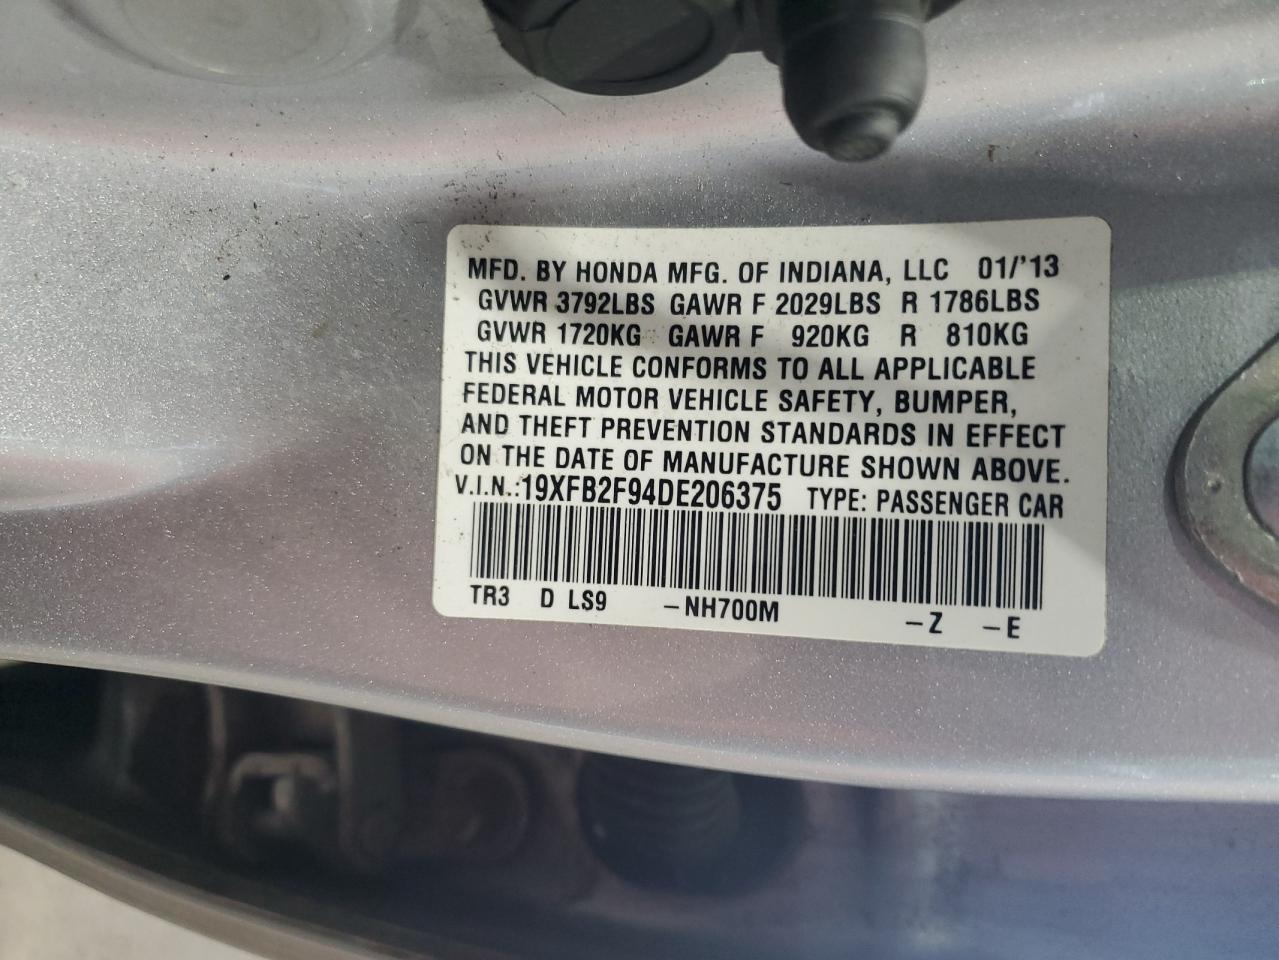 MFD. BY HONDA MFG. OF INDIANA, LLC 01/'13
GVWR 3792LBS GAWR F 2029LBS R 1786LBS
GVWR 1720KG GAWR F 920KG R 810KG
THIS VEHICLE CONFORMS TO ALL APPLICABLE
FEDERAL MOTOR VEHICLE SAFETY, BUMPER,
AND THEFT PREVENTION STANDARDS IN EFFECT
ON THE DATE OF MANUFACTURE SHOWN ABOVE.
V.I.N.:19XFB2F94DE206375 TYPE: PASSENGER CAR
TR3 D LS9 -NH700M -Z -E